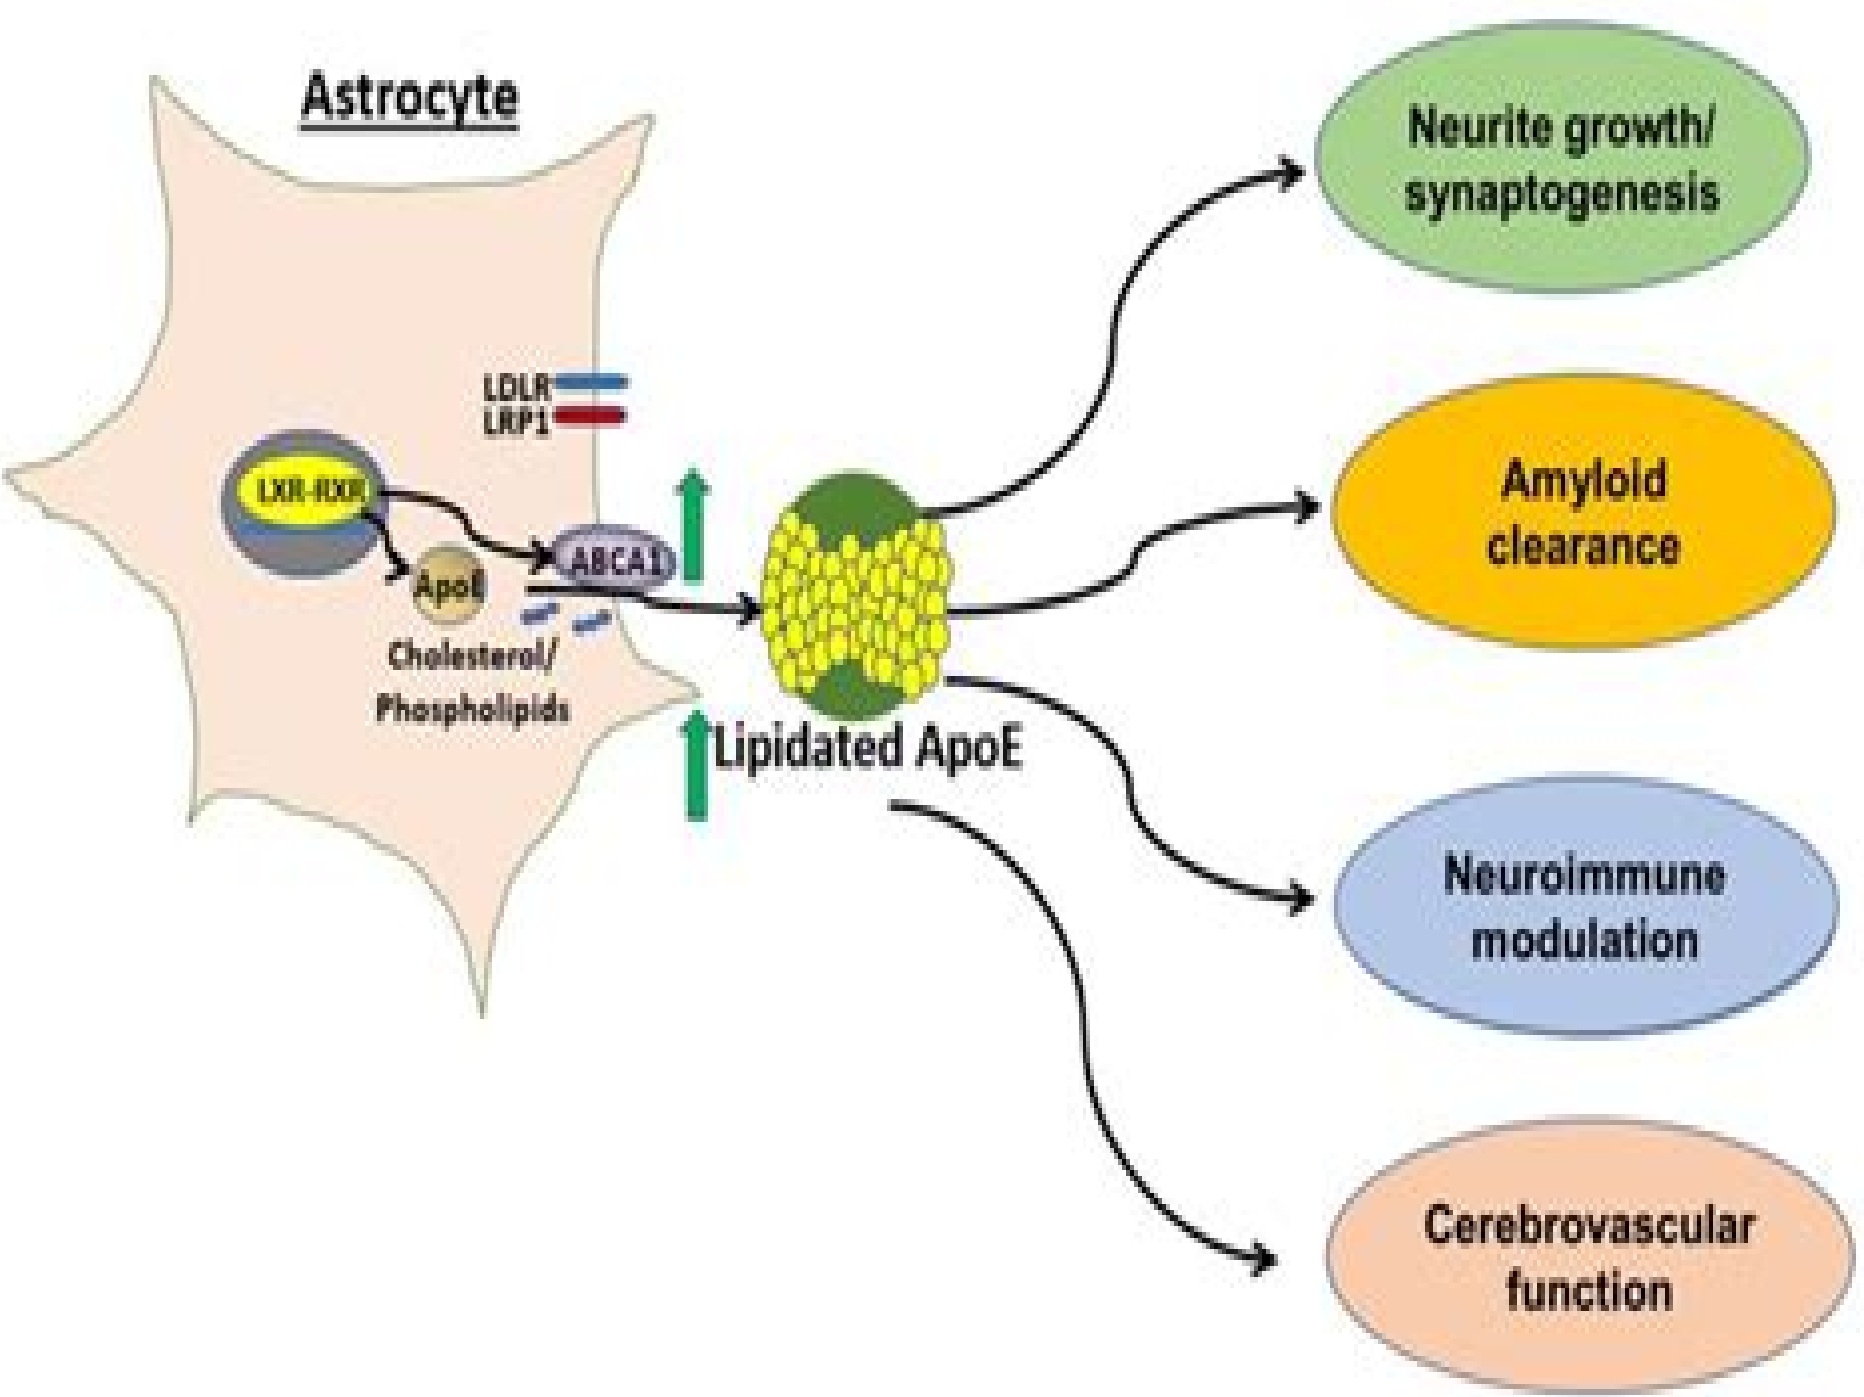 Astrocyte
LDLR
LRP1
LXR-RXR
ABCA1
ApoE
Cholesterol/
Phospholipids
Lipidated ApoE
Neurite growth/
synaptogenesis
Amyloid
clearance
Neuroimmune
modulation
Cerebrovascular
function